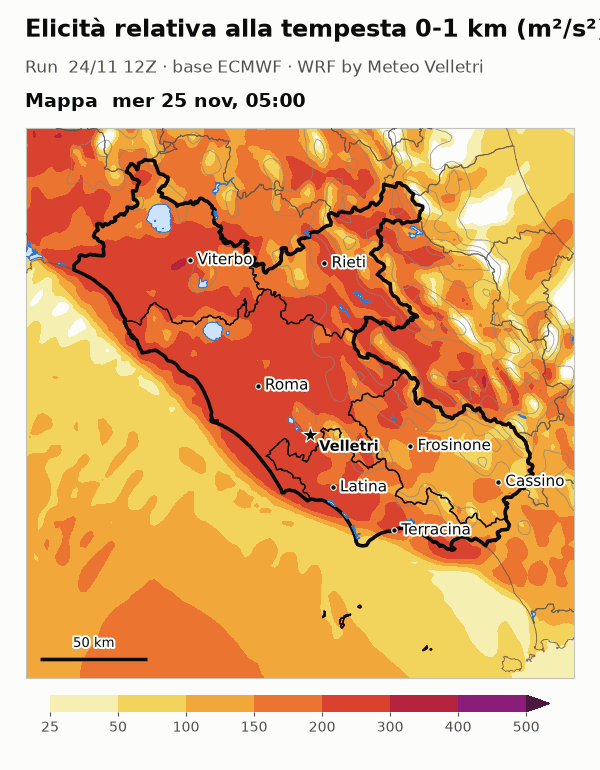 Elicità relativa alla tempesta 0-1 km (m²/s²)
Run  24/11 12Z · base ECMWF · WRF by Meteo Velletri
Mappa  mer 25 nov, 05:00
Viterbo
Rieti
Roma
Velletri
Frosinone
Cassino
Latina
Terracina
50 km
25 50 100 150 200 300 400 500